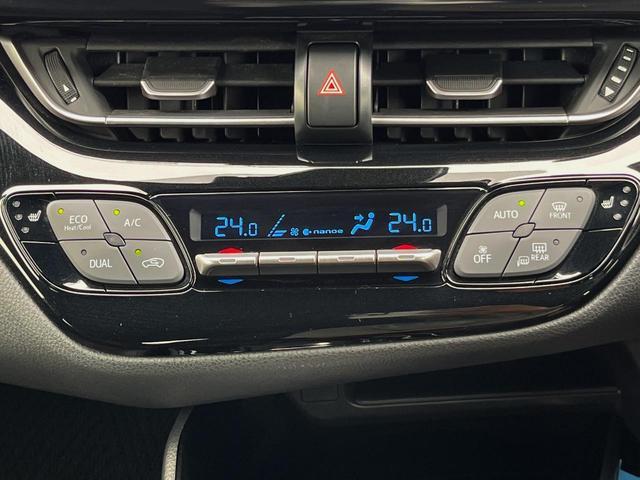 ECO
Heat/Cool
A/C
DUAL
24.0
nanoe
24.0
AUTO
FRONT
OFF
REAR